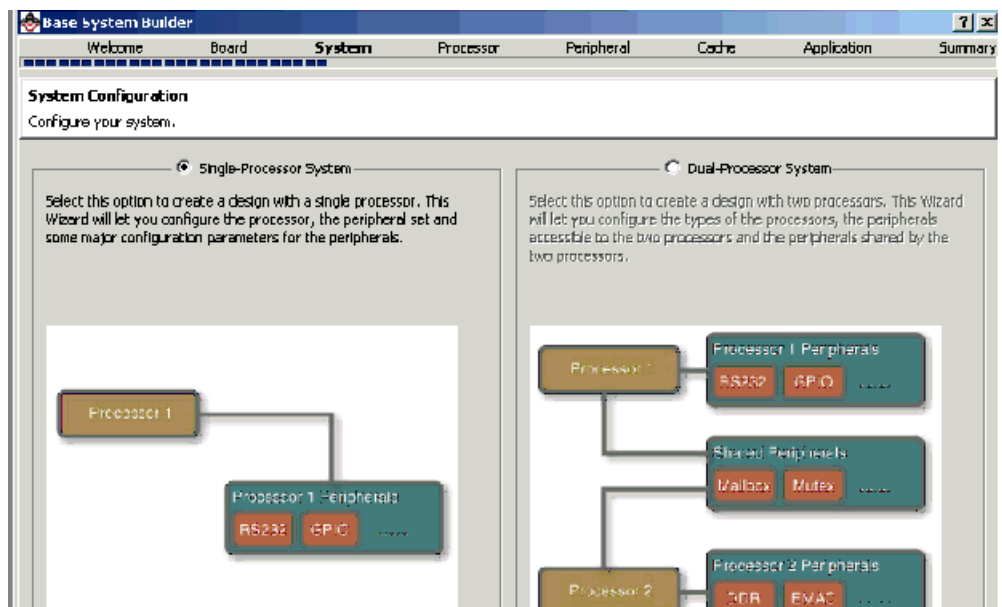 Base System Builder
Welcome Board System Processor Peripheral Cache Application Summary
System Configuration
Configure your system.
Single-Processor System
Select this option to create a design with a single processor. This
Wizard will let you configure the processor, the peripheral set and
some major configuration parameters for the peripherals.
Processor 1
Processor 1 Peripherals
RS232 GPIO ......
Dual-Processor System
Select this option to create a design with two processors. This Wizard
will let you configure the types of the processors, the peripherals
accessible to the two processors and the peripherals shared by the
two processors.
Processor 1
Processor 1 Peripherals
RS232 GPIO ......
Shared Peripherals
Mailbox Mutex ......
Processor 2
Processor 2 Peripherals
DDR EMAC ......